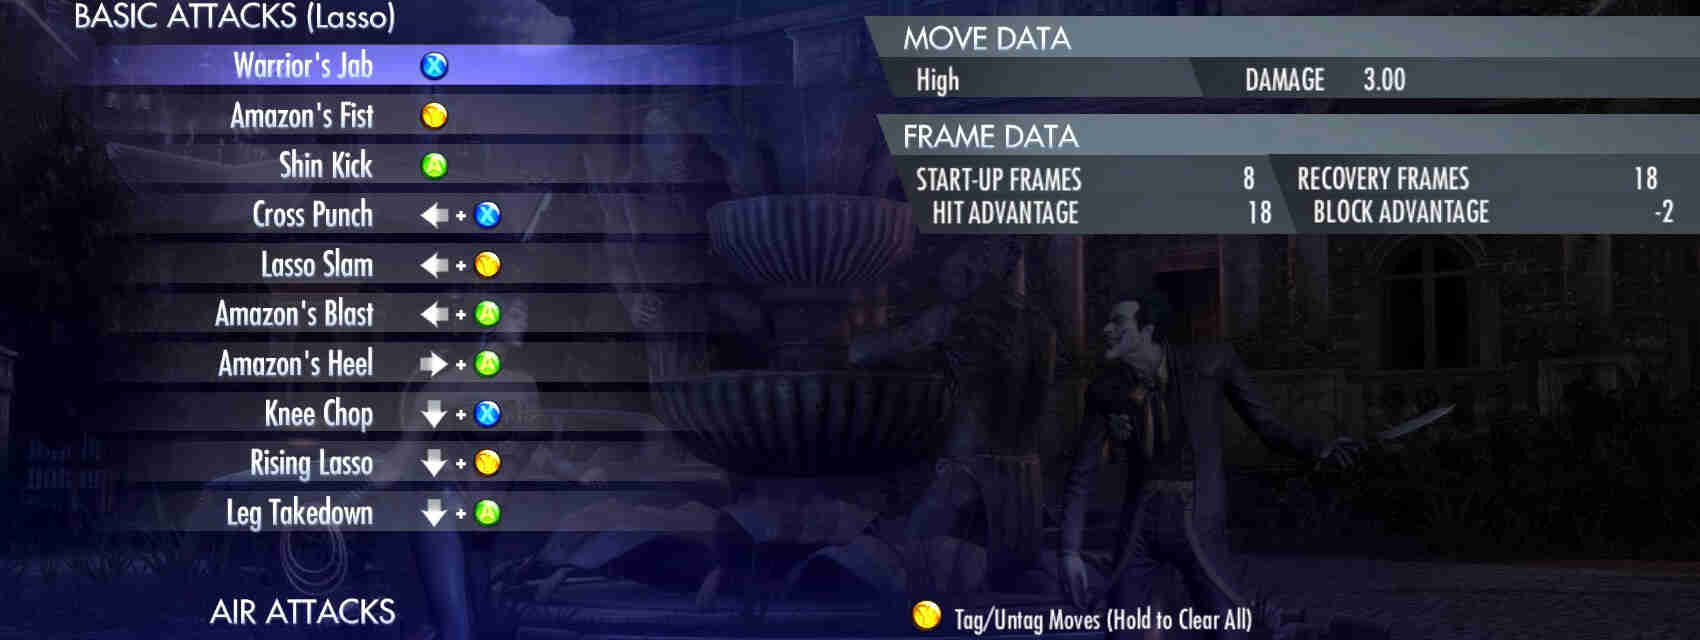 BASIC ATTACKS (Lasso)
Warrior's Jab X
Amazon's Fist Y
Shin Kick A
Cross Punch + X
Lasso Slam + Y
Amazon's Blast + A
Amazon's Heel + A
Knee Chop + X
Rising Lasso + Y
Leg Takedown + A
AIR ATTACKS
MOVE DATA
High DAMAGE 3.00
FRAME DATA
START-UP FRAMES 8 RECOVERY FRAMES 18
HIT ADVANTAGE 18 BLOCK ADVANTAGE -2
Y Tag/Untag Moves (Hold to Clear All)